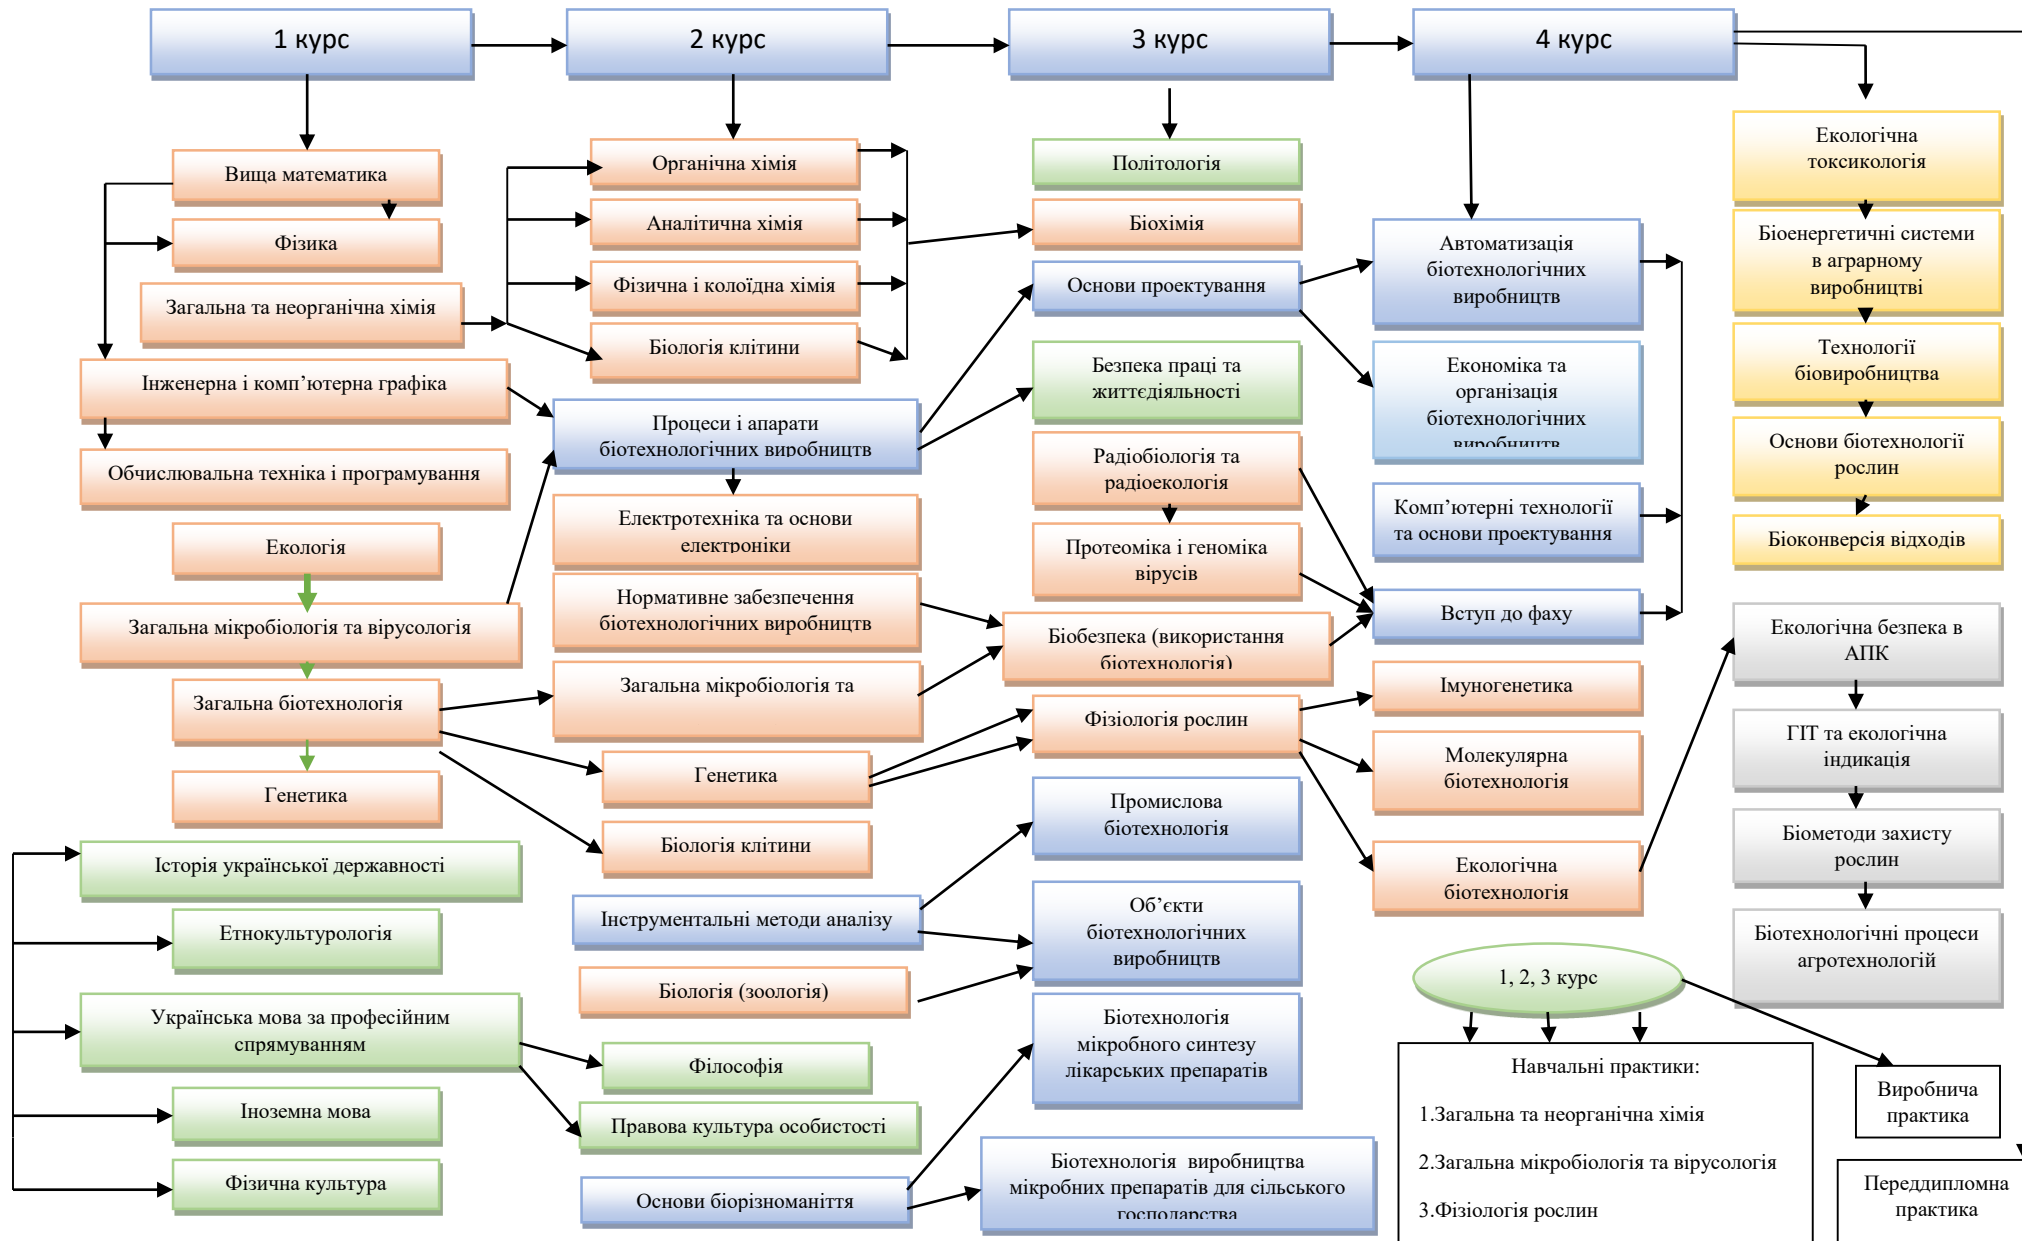 1 курс
2 курс
3 курс
4 курс
Вища математика
Фізика
Загальна та неорганічна хімія
Інженерна і комп’ютерна графіка
Обчислювальна техніка і програмування
Екологія
Загальна мікробіологія та вірусологія
Загальна біотехнологія
Генетика
Історія української державності
Етнокультурологія
Українська мова за професійним
спрямуванням
Іноземна мова
Фізична культура
Органічна хімія
Аналітична хімія
Фізична і колоїдна хімія
Біологія клітини
Процеси і апарати
біотехнологічних виробництв
Електротехніка та основи
електроніки
Нормативне забезпечення
біотехнологічних виробництв
Загальна мікробіологія та
Генетика
Біологія клітини
Інструментальні методи аналізу
Біологія (зоологія)
Філософія
Правова культура особистості
Основи біорізноманіття
Політологія
Біохімія
Основи проектування
Безпека праці та
життєдіяльності
Радіобіологія та
радіоекологія
Протеоміка і геноміка
вірусів
Біобезпека (використання
біотехнологія)
Фізіологія рослин
Промислова
біотехнологія
Об’єкти
біотехнологічних
виробництв
Біотехнологія
мікробного синтезу
лікарських препаратів
Біотехнологія виробництва
мікробних препаратів для сільського
господарства
Автоматизація
біотехнологічних
виробництв
Економіка та
організація
біотехнологічних
виробництв
Комп’ютерні технології
та основи проектування
Вступ до фаху
Імуногенетика
Молекулярна
біотехнологія
Екологічна
біотехнологія
1, 2, 3 курс
Навчальні практики:
1.Загальна та неорганічна хімія
2.Загальна мікробіологія та вірусологія
3.Фізіологія рослин
Екологічна
токсикологія
Біоенергетичні системи
в аграрному
виробництві
Технології
біовиробництва
Основи біотехнології
рослин
Біоконверсія відходів
Екологічна безпека в
АПК
ГІТ та екологічна
індикація
Біометоди захисту
рослин
Біотехнологічні процеси
агротехнологій
Виробнича
практика
Переддипломна
практика